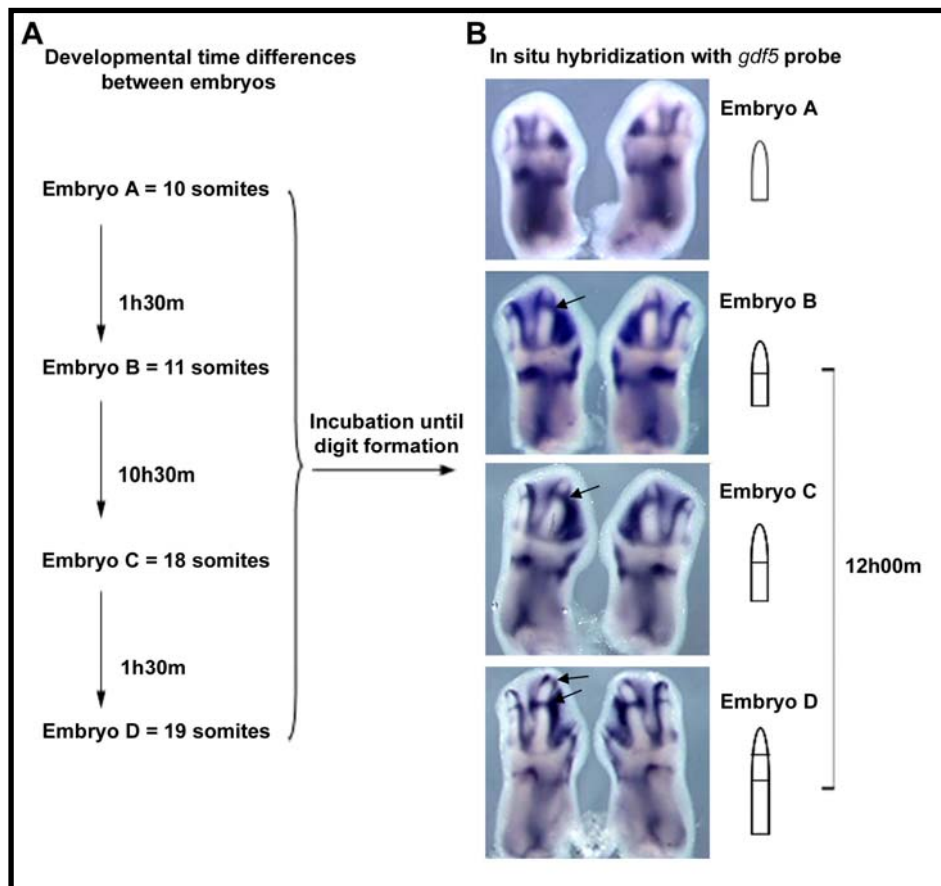 A
Developmental time differences
between embryos
Embryo A = 10 somites
1h30m
Embryo B = 11 somites
10h30m
Embryo C = 18 somites
1h30m
Embryo D = 19 somites
Incubation until
digit formation
B
In situ hybridization with gdf5 probe
Embryo A
Embryo B
Embryo C
Embryo D
12h00m